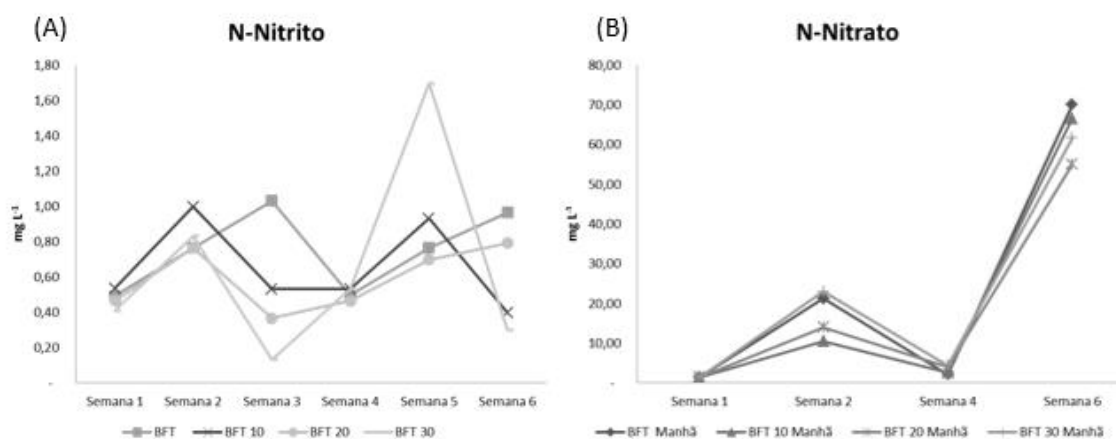 (A)
N-Nitrito
1,80
1,60
1,40
1,20
1,00
0,80
0,60
0,40
0,20
-
mg L-1
Semana 1 Semana 2 Semana 3 Semana 4 Semana 5 Semana 6
BFT BFT 10 BFT 20 BFT 30
(B)
N-Nitrato
80,00
70,00
60,00
50,00
40,00
30,00
20,00
10,00
-
mg L-1
Semana 1 Semana 2 Semana 4 Semana 6
BFT Manhã BFT 10 Manhã BFT 20 Manhã BFT 30 Manhã